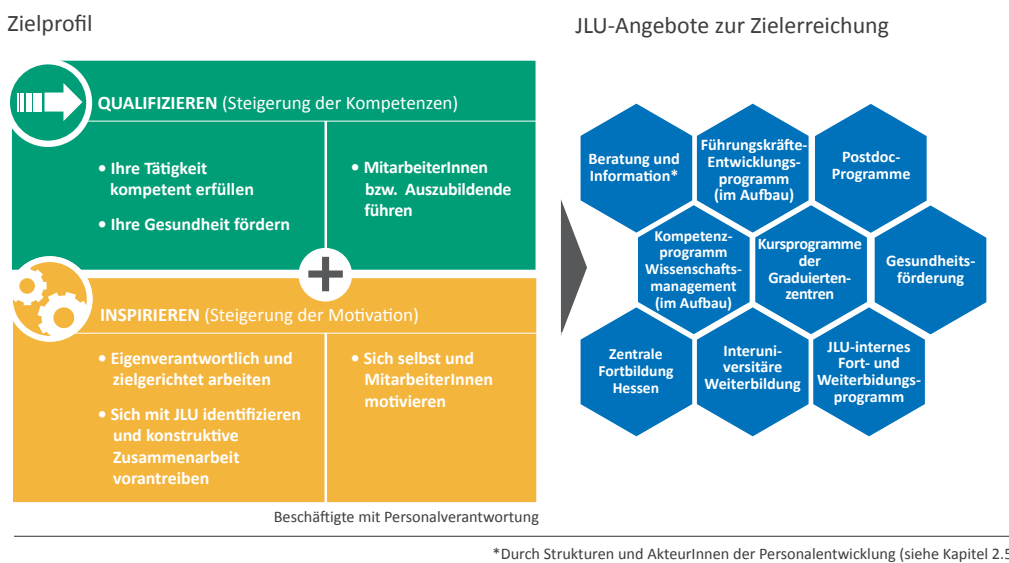 Zielprofil
JLU-Angebote zur Zielerreichung
QUALIFIZIEREN (Steigerung der Kompetenzen)
• Ihre Tätigkeit
kompetent erfüllen
• Ihre Gesundheit fördern
• MitarbeiterInnen
bzw. Auszubildende
führen
INSPIRIEREN (Steigerung der Motivation)
• Eigenverantwortlich und
zielgerichtet arbeiten
• Sich mit JLU identifizieren
und konstruktive
Zusammenarbeit
vorantreiben
• Sich selbst und
MitarbeiterInnen
motivieren
Beschäftigte mit Personalverantwortung
Beratung und
Information*
Führungskräfte-
Entwicklungs-
programm
(im Aufbau)
Postdoc-
Programme
Kompetenz-
programm
Wissenschafts-
management
(im Aufbau)
Kursprogramme
der
Graduierten-
zentren
Gesundheits-
förderung
Zentrale
Fortbildung
Hessen
Interuni-
versitäre
Weiterbildung
JLU-internes
Fort- und
Weiterbidungs-
programm
*Durch Strukturen und AkteurInnen der Personalentwicklung (siehe Kapitel 2.5